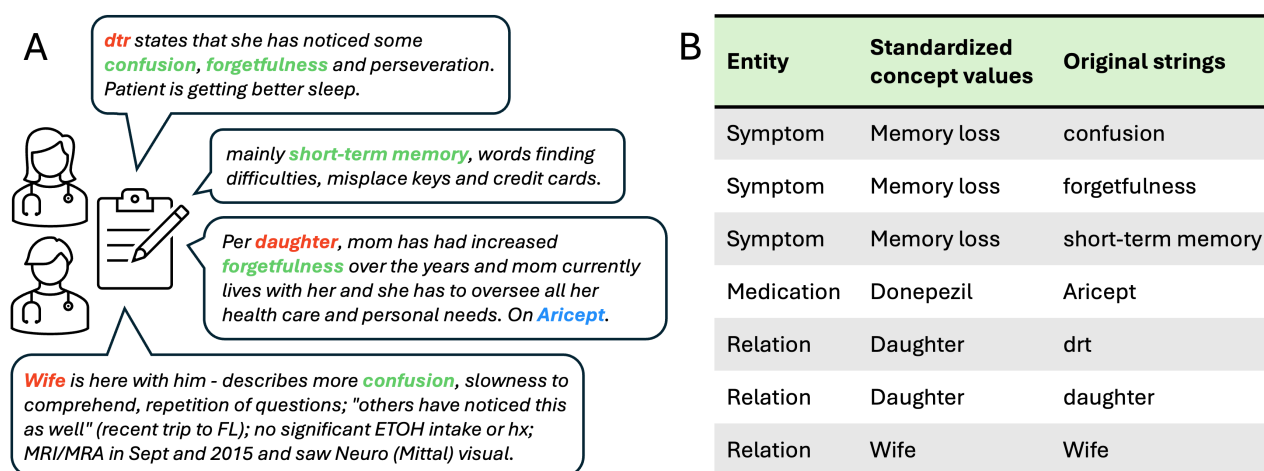 A
dtr states that she has noticed some
confusion, forgetfulness and perseveration.
Patient is getting better sleep.
mainly short-term memory, words finding
difficulties, misplace keys and credit cards.
Per daughter, mom has had increased
forgetfulness over the years and mom currently
lives with her and she has to oversee all her
health care and personal needs. On Aricept.
Wife is here with him - describes more confusion, slowness to
comprehend, repetition of questions; "others have noticed this
as well" (recent trip to FL); no significant ETOH intake or hx;
MRI/MRA in Sept and 2015 and saw Neuro (Mittal) visual.
B
Entity Standardized concept values Original strings
Symptom Memory loss confusion
Symptom Memory loss forgetfulness
Symptom Memory loss short-term memory
Medication Donepezil Aricept
Relation Daughter drt
Relation Daughter daughter
Relation Wife Wife